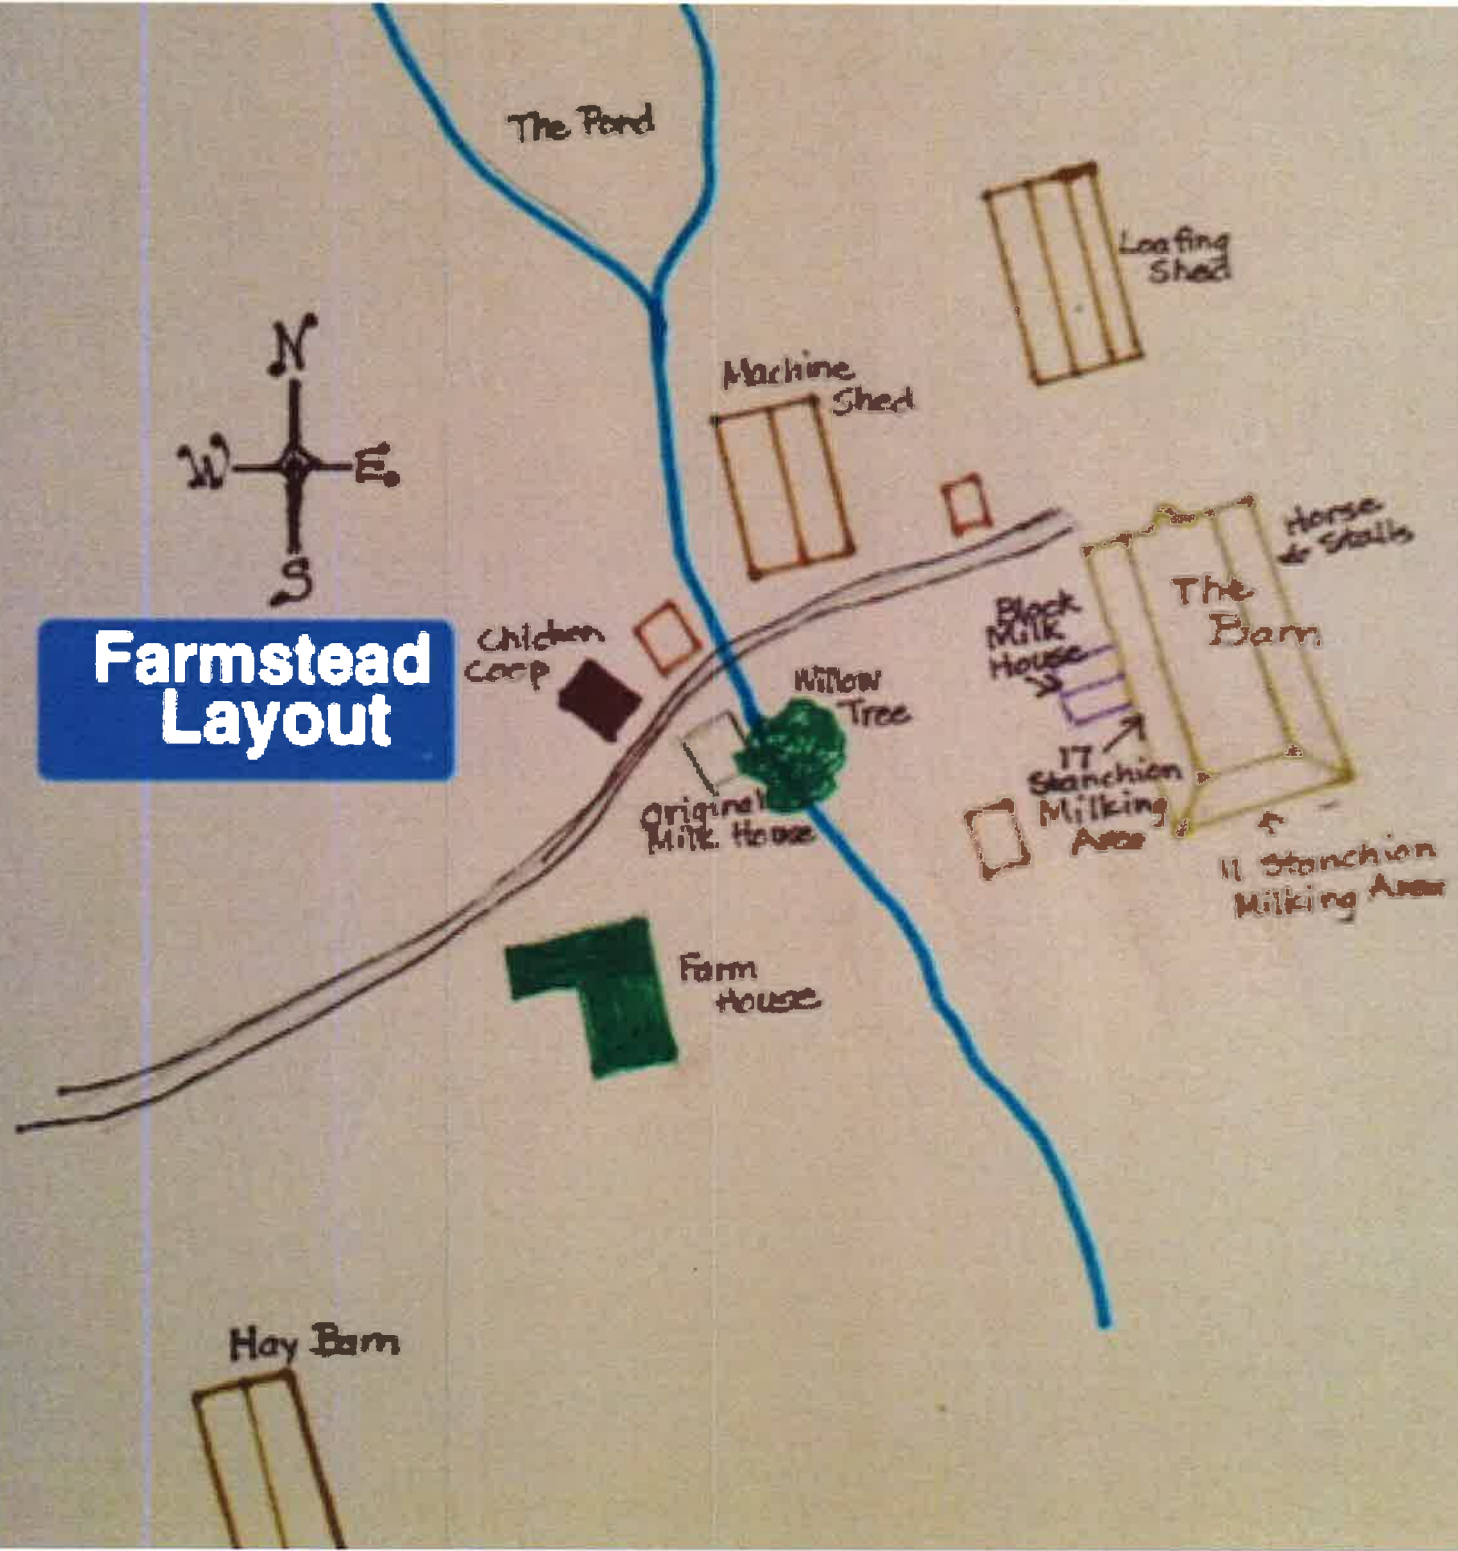 The Pond
Loafing
Shed
N
Machine
Shed
W
E.
S
Horse
Stalls
The
Barn
Block
Milk
House
Farmstead
Layout
Chicken
Coop
Willow
Tree
17
Stanchion
Milking
Area
Original
Milk House
11 Stanchion
Milking Area
Farm
House
Hay Barn